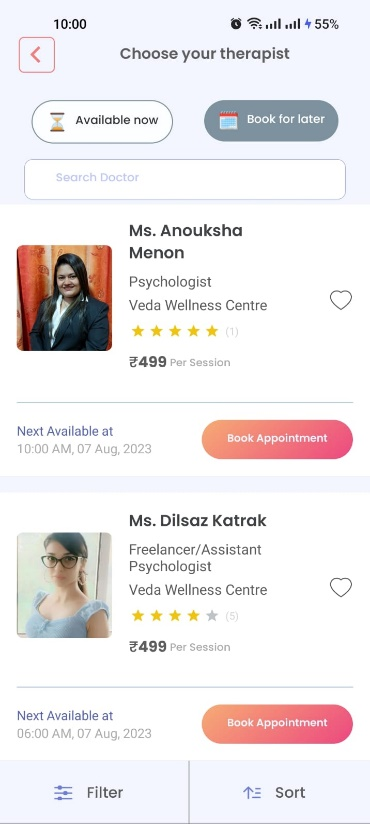 10:00
55%
Choose your therapist
Available now
Book for later
Search Doctor
Ms. Anouksha
Menon
Psychologist
Veda Wellness Centre
(1)
₹499 Per Session
Next Available at
10:00 AM, 07 Aug, 2023
Book Appointment
Ms. Dilsaz Katrak
Freelancer/Assistant
Psychologist
Veda Wellness Centre
(5)
₹499 Per Session
Next Available at
06:00 AM, 07 Aug, 2023
Book Appointment
Filter
Sort